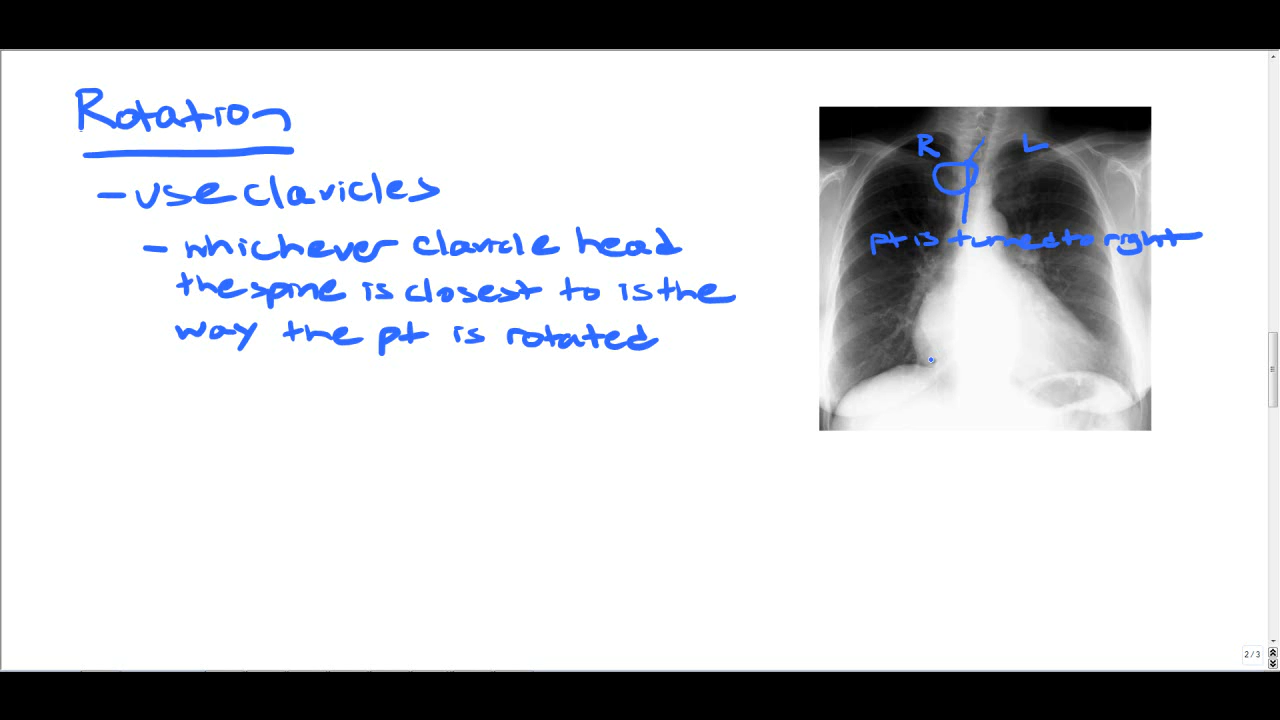 Rotation
- use clavicles
- whichever clavicle head
the spine is closest to is the
way the pt is rotated
R L
pt is turned to right
2 / 3